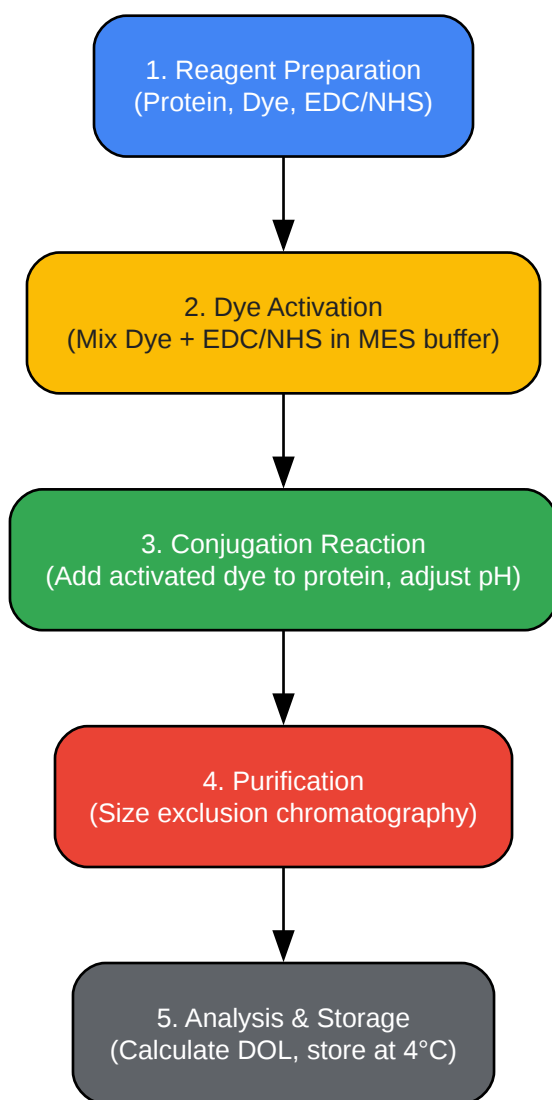 1. Reagent Preparation
(Protein, Dye, EDC/NHS)
2. Dye Activation
(Mix Dye + EDC/NHS in MES buffer)
3. Conjugation Reaction
(Add activated dye to protein, adjust pH)
4. Purification
(Size exclusion chromatography)
5. Analysis & Storage
(Calculate DOL, store at 4°C)